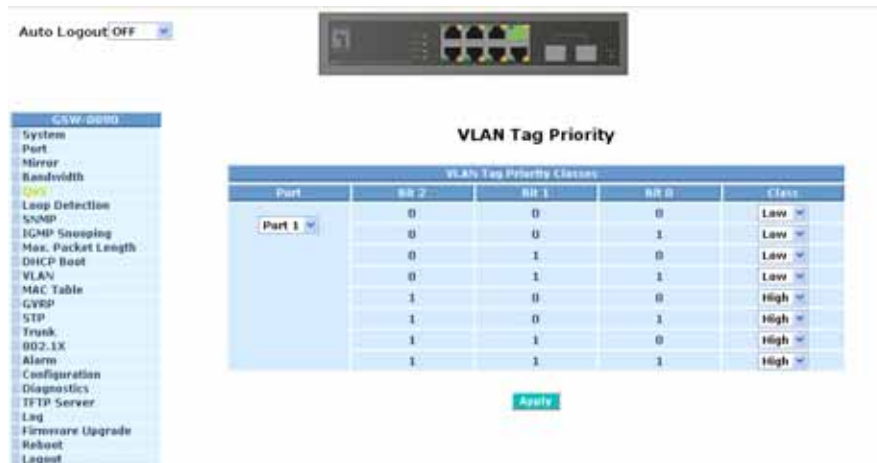 Auto Logout OFF
GSW-0890
System
Port
Mirror
Bandwidth
QoS
Loop Detection
SNMP
IGMP Snooping
Max. Packet Length
DHCP Boot
VLAN
MAC Table
GVRP
STP
Trunk
802.1X
Alarm
Configuration
Diagnostics
TFTP Server
Log
Firmware Upgrade
Reboot
Logout
VLAN Tag Priority
VLAN Tag Priority Classes
Port Bit 2 Bit 1 Bit 0 Class
Port 1 0 0 0 Low
0 0 1 Low
0 1 0 Low
0 1 1 Low
1 0 0 High
1 0 1 High
1 1 0 High
1 1 1 High
Apply